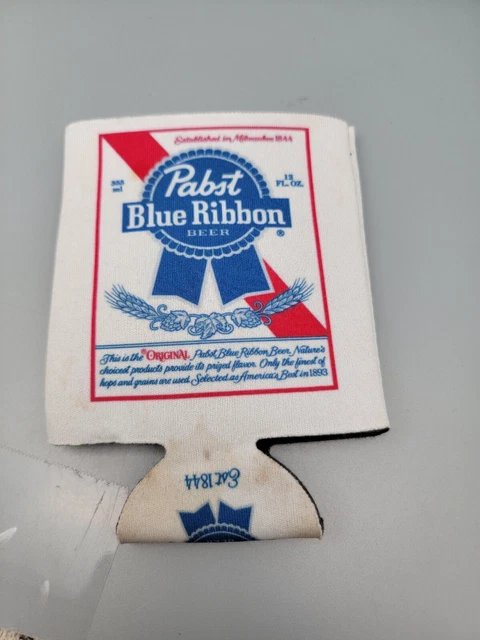 Established in Milwaukee 1844
355 ml
12 FL. OZ.
Pabst
Blue Ribbon
BEER
®
This is the ORIGINAL Pabst Blue Ribbon Beer. Nature's
choicest products provide its prized flavor. Only the finest of
hops and grains are used. Selected as America's Best in 1893
Est 1844